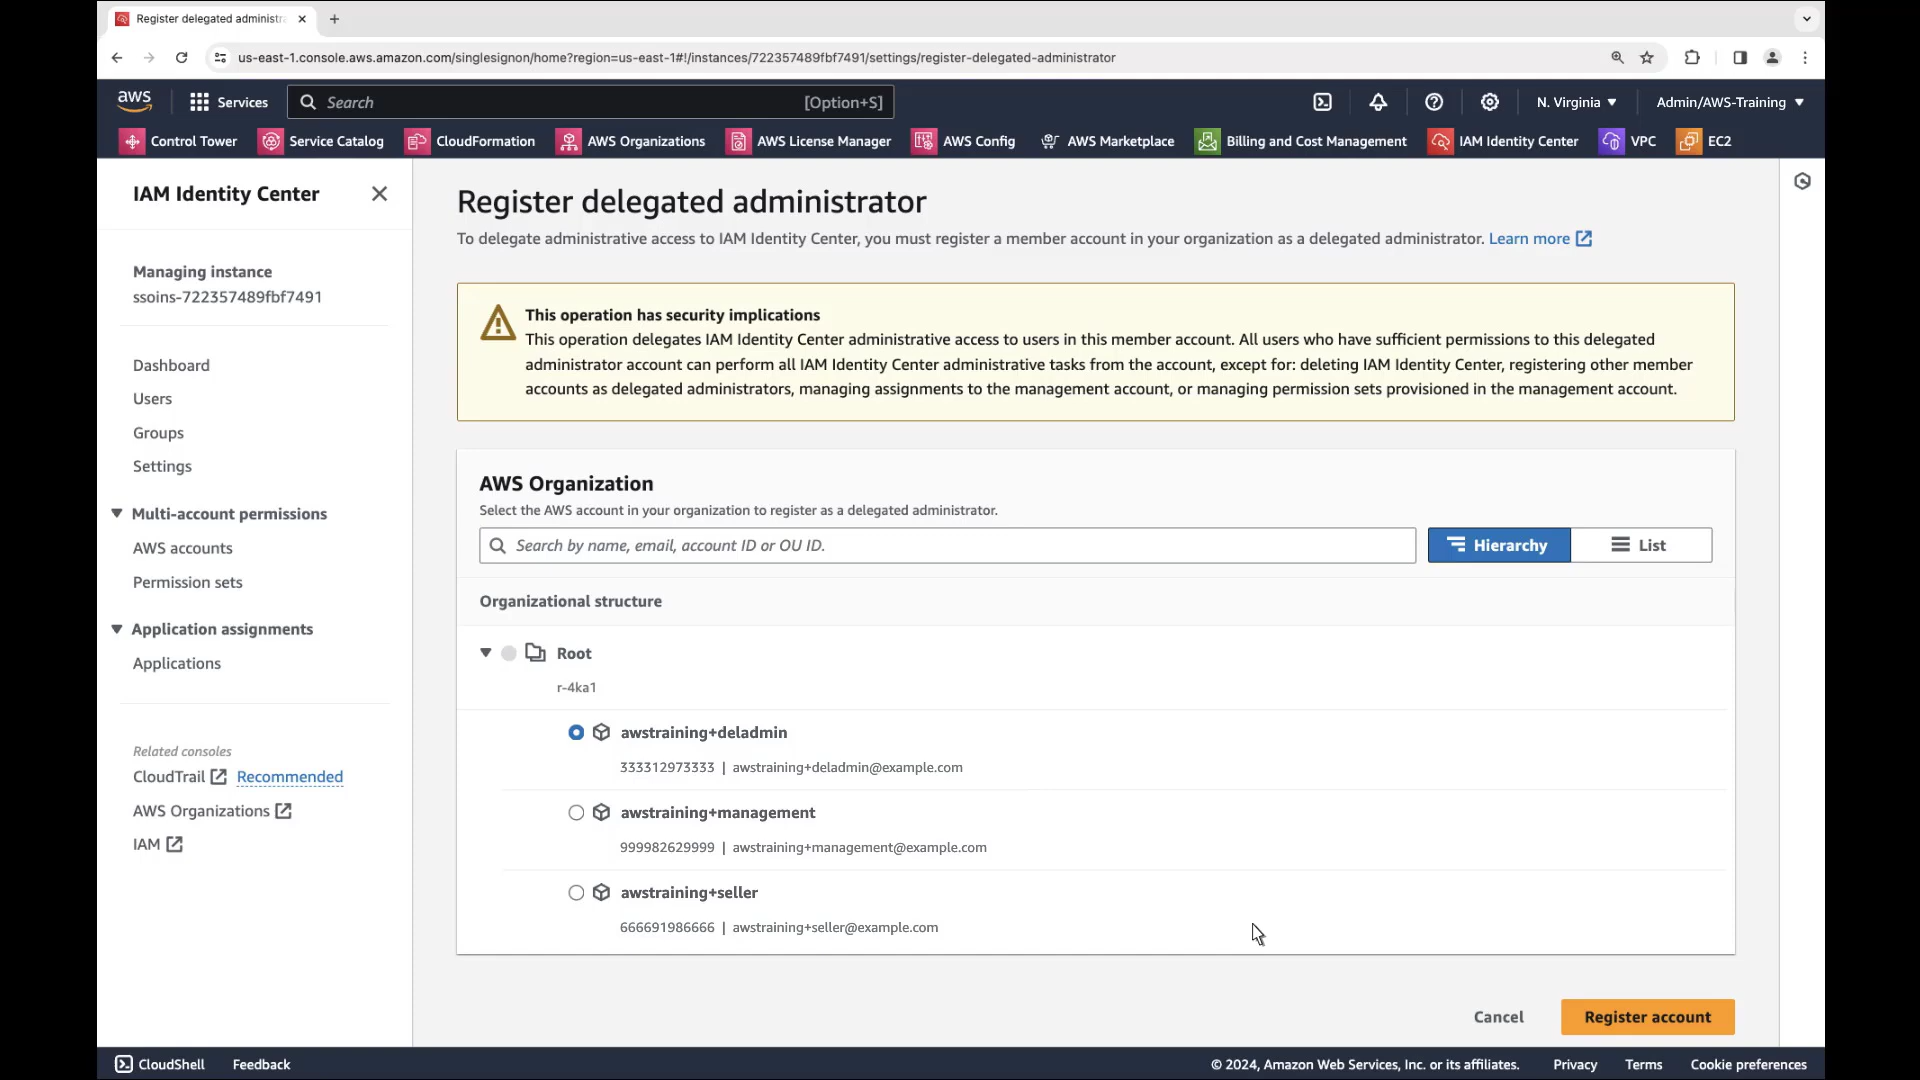 Register delegated administra
us-east-1.console.aws.amazon.com/singlesignon/home?region=us-east-1#!/instances/722357489fbf7491/settings/register-delegated-administrator
aws Services Search [Option+S] N. Virginia Admin/AWS-Training
Control Tower Service Catalog CloudFormation AWS Organizations AWS License Manager AWS Config AWS Marketplace Billing and Cost Management IAM Identity Center VPC EC2
IAM Identity Center
Managing instance
ssoins-722357489fbf7491
Dashboard
Users
Groups
Settings
Multi-account permissions
AWS accounts
Permission sets
Application assignments
Applications
Related consoles
CloudTrail Recommended
AWS Organizations
IAM
Register delegated administrator
To delegate administrative access to IAM Identity Center, you must register a member account in your organization as a delegated administrator. Learn more
This operation has security implications
This operation delegates IAM Identity Center administrative access to users in this member account. All users who have sufficient permissions to this delegated
administrator account can perform all IAM Identity Center administrative tasks from the account, except for: deleting IAM Identity Center, registering other member
accounts as delegated administrators, managing assignments to the management account, or managing permission sets provisioned in the management account.
AWS Organization
Select the AWS account in your organization to register as a delegated administrator.
Search by name, email, account ID or OU ID. Hierarchy List
Organizational structure
Root
r-4ka1
awstraining+deladmin
333312973333 | awstraining+deladmin@example.com
awstraining+management
999982629999 | awstraining+management@example.com
awstraining+seller
666691986666 | awstraining+seller@example.com
Cancel Register account
CloudShell Feedback © 2024, Amazon Web Services, Inc. or its affiliates. Privacy Terms Cookie preferences